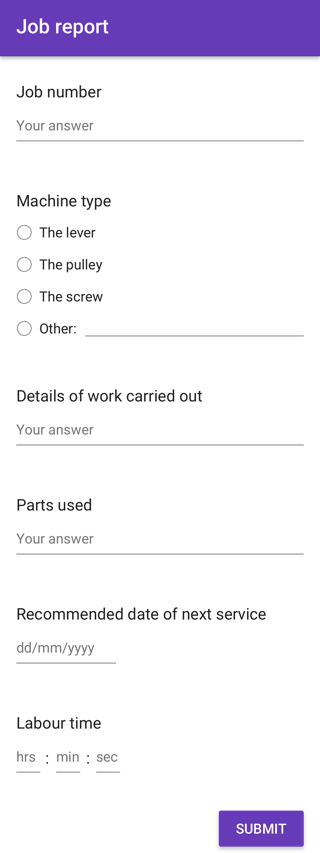 Job report
Job number
Your answer
Machine type
The lever
The pulley
The screw
Other:
Details of work carried out
Your answer
Parts used
Your answer
Recommended date of next service
dd/mm/yyyy
Labour time
hrs : min : sec
SUBMIT